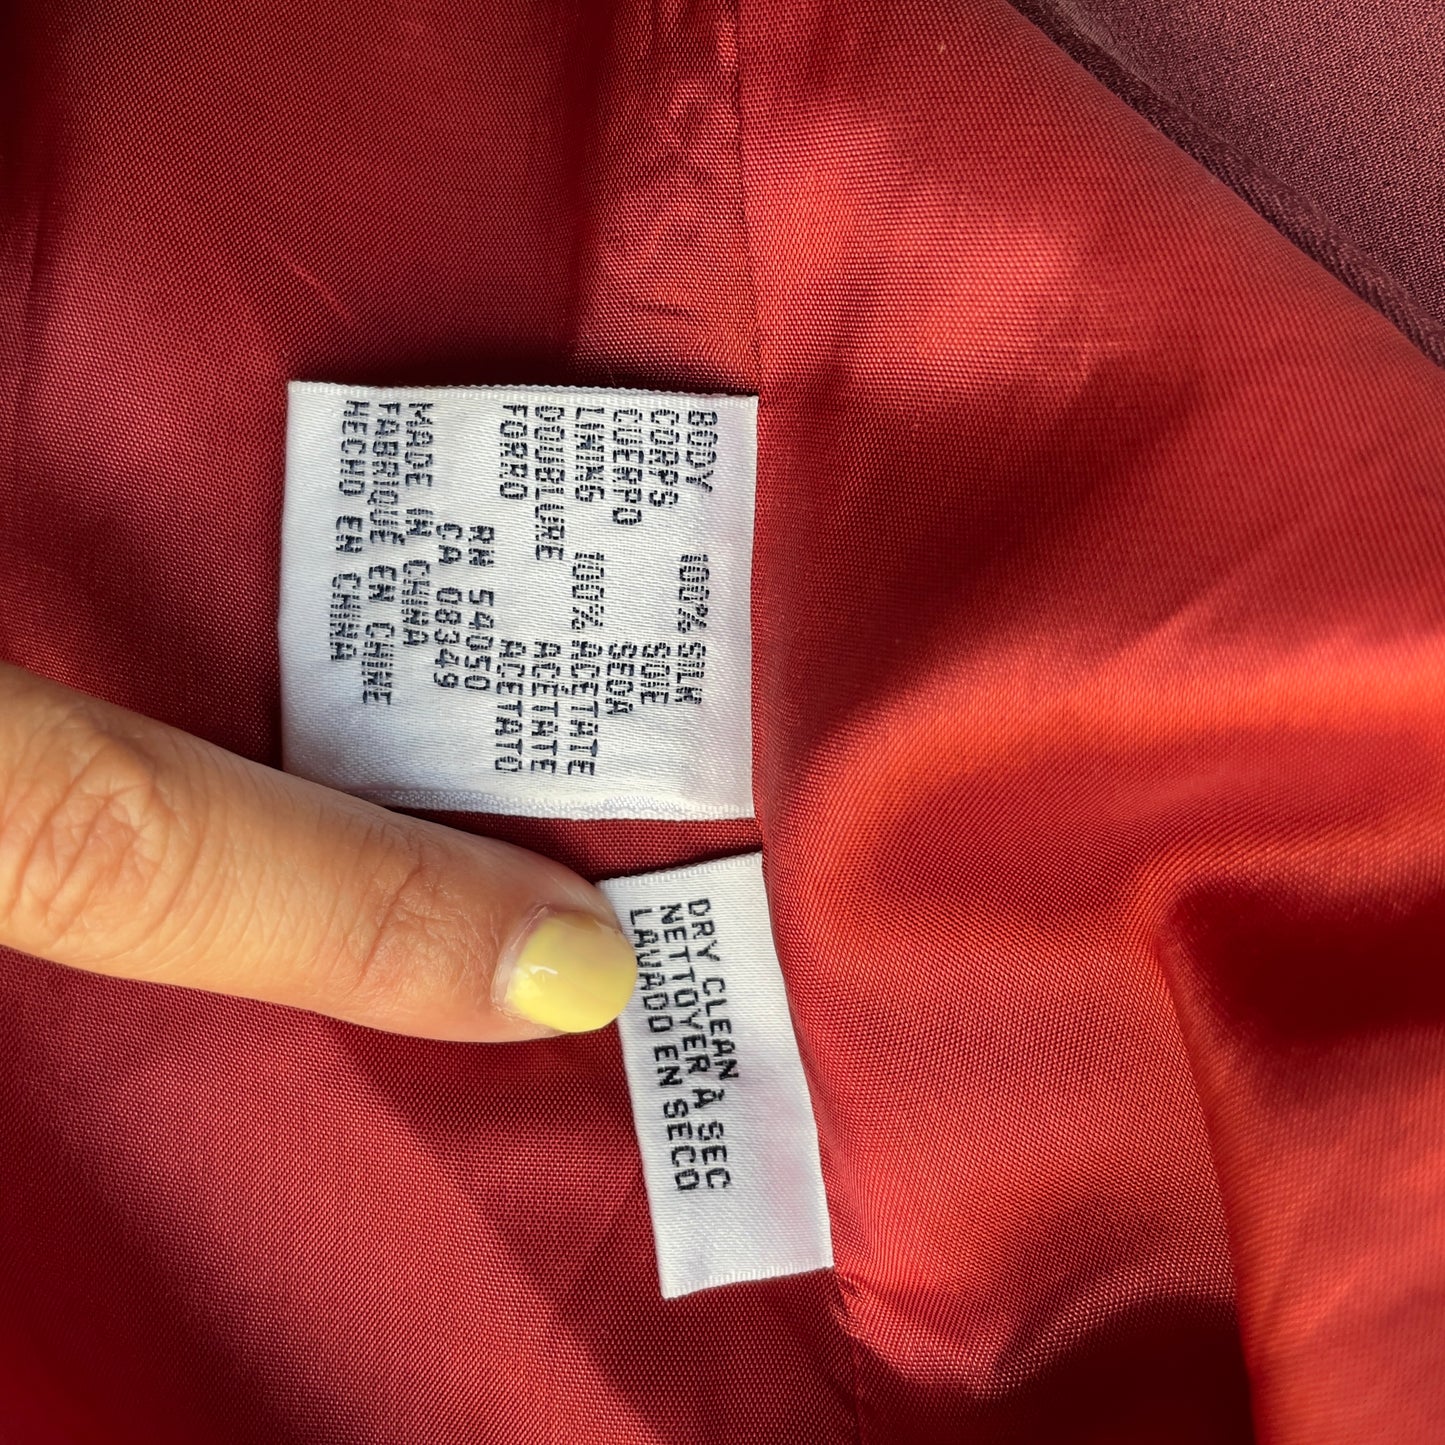 BODY 100% SILK
CORPS SOIE
CUERPO SEDA
LINING 100% ACETATE
DOUBLURE ACÉTATE
FORRO ACETATO
RN 54050
CA 08349
MADE IN CHINA
FABRIQUÉ EN CHINE
HECHO EN CHINA
DRY CLEAN
NETTOYER À SEC
LAVADO EN SECO